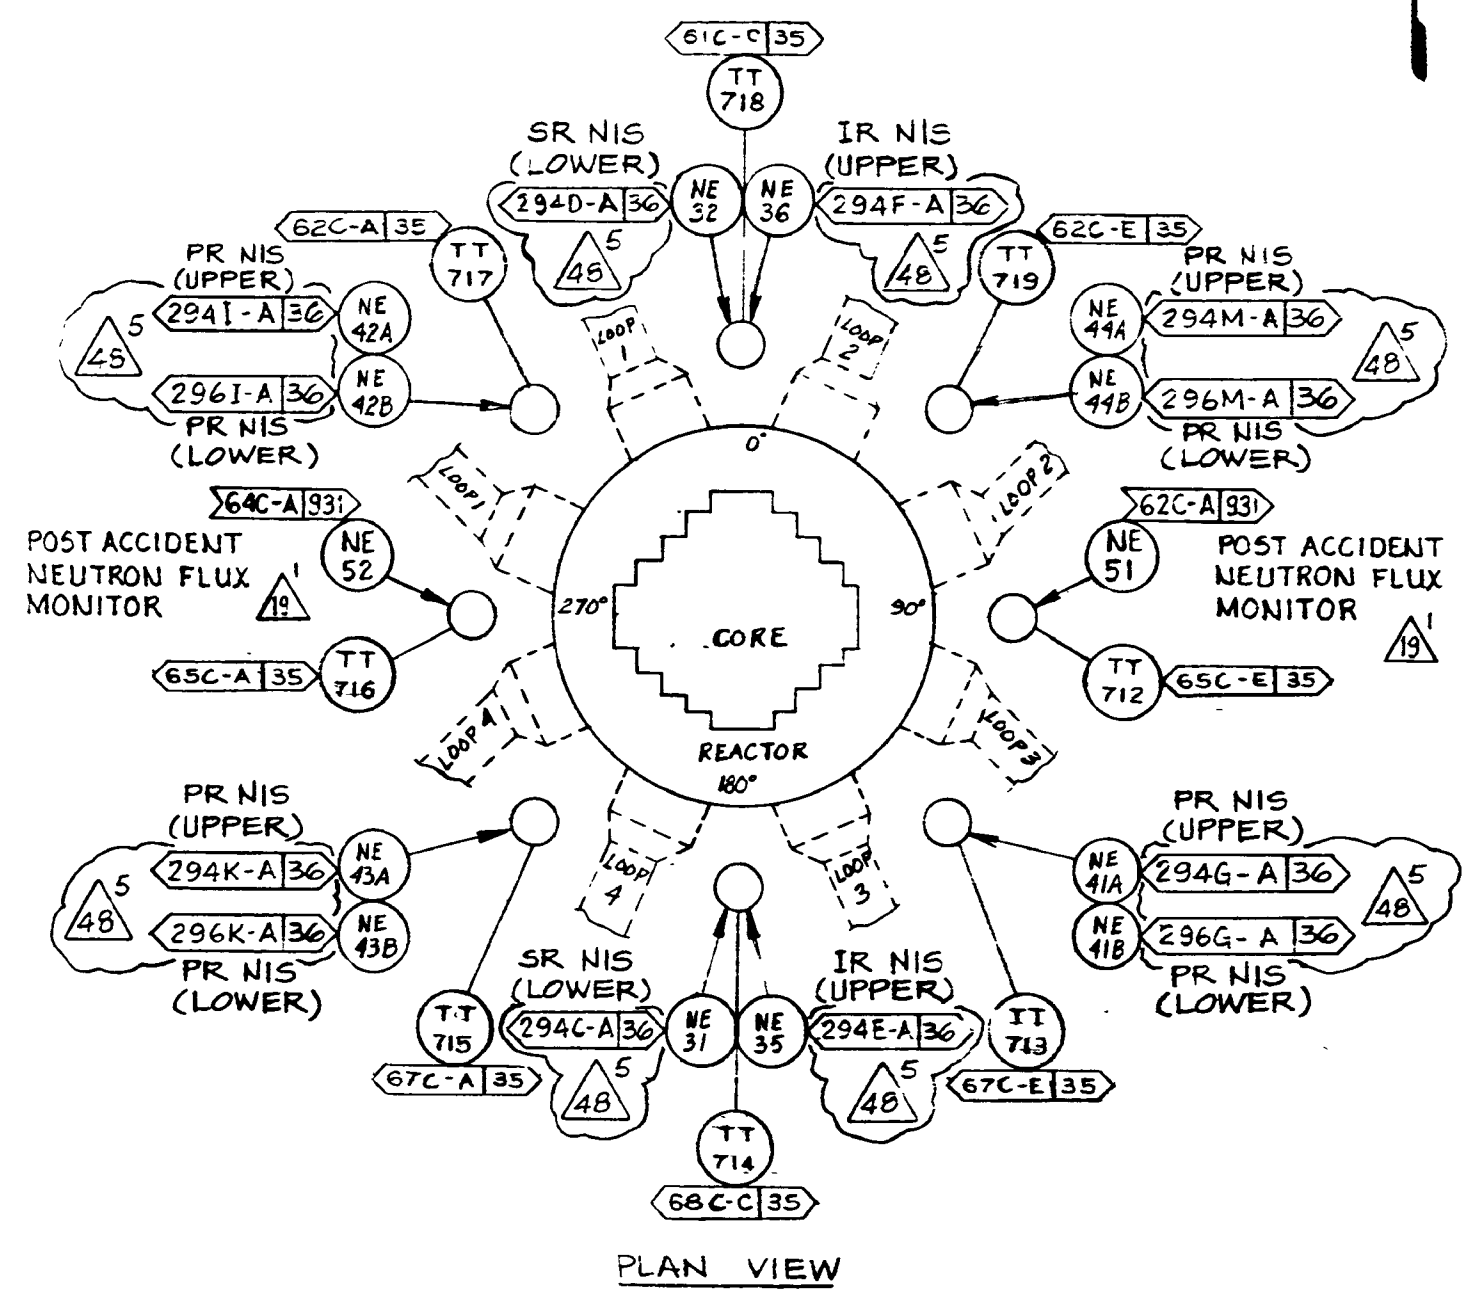 61C-C 35
TT
718
SR NIS
(LOWER)
294D-A 36
NE
32
NE
36
IR NIS
(UPPER)
294F-A 36
5
48
5
48
62C-A 35
TT
717
62C-E 35
TT
719
PR NIS
(UPPER)
294I-A 36
NE
42A
5
48
296I-A 36
NE
42B
PR NIS
(LOWER)
PR NIS
(UPPER)
NE
44A
294M-A 36
5
48
NE
44B
296M-A 36
PR NIS
(LOWER)
LOOP
1
LOOP
2
LOOP 1
LOOP 2
0°
64C-A 931
NE
52
POST ACCIDENT
NEUTRON FLUX
MONITOR
1
19
65C-A 35
TT
716
270°
CORE
90°
REACTOR
180°
62C-A 931
NE
51
POST ACCIDENT
NEUTRON FLUX
MONITOR
1
19
TT
712
65C-E 35
LOOP 4
LOOP 3
LOOP
4
LOOP
3
PR NIS
(UPPER)
294K-A 36
NE
43A
5
48
296K-A 36
NE
43B
PR NIS
(LOWER)
PR NIS
(UPPER)
NE
41A
294G-A 36
5
48
NE
41B
296G-A 36
PR NIS
(LOWER)
TT
715
67C-A 35
SR NIS
(LOWER)
294C-A 36
NE
31
NE
35
IR NIS
(UPPER)
294E-A 36
5
48
5
48
TT
713
67C-E 35
TT
714
68C-C 35
PLAN VIEW